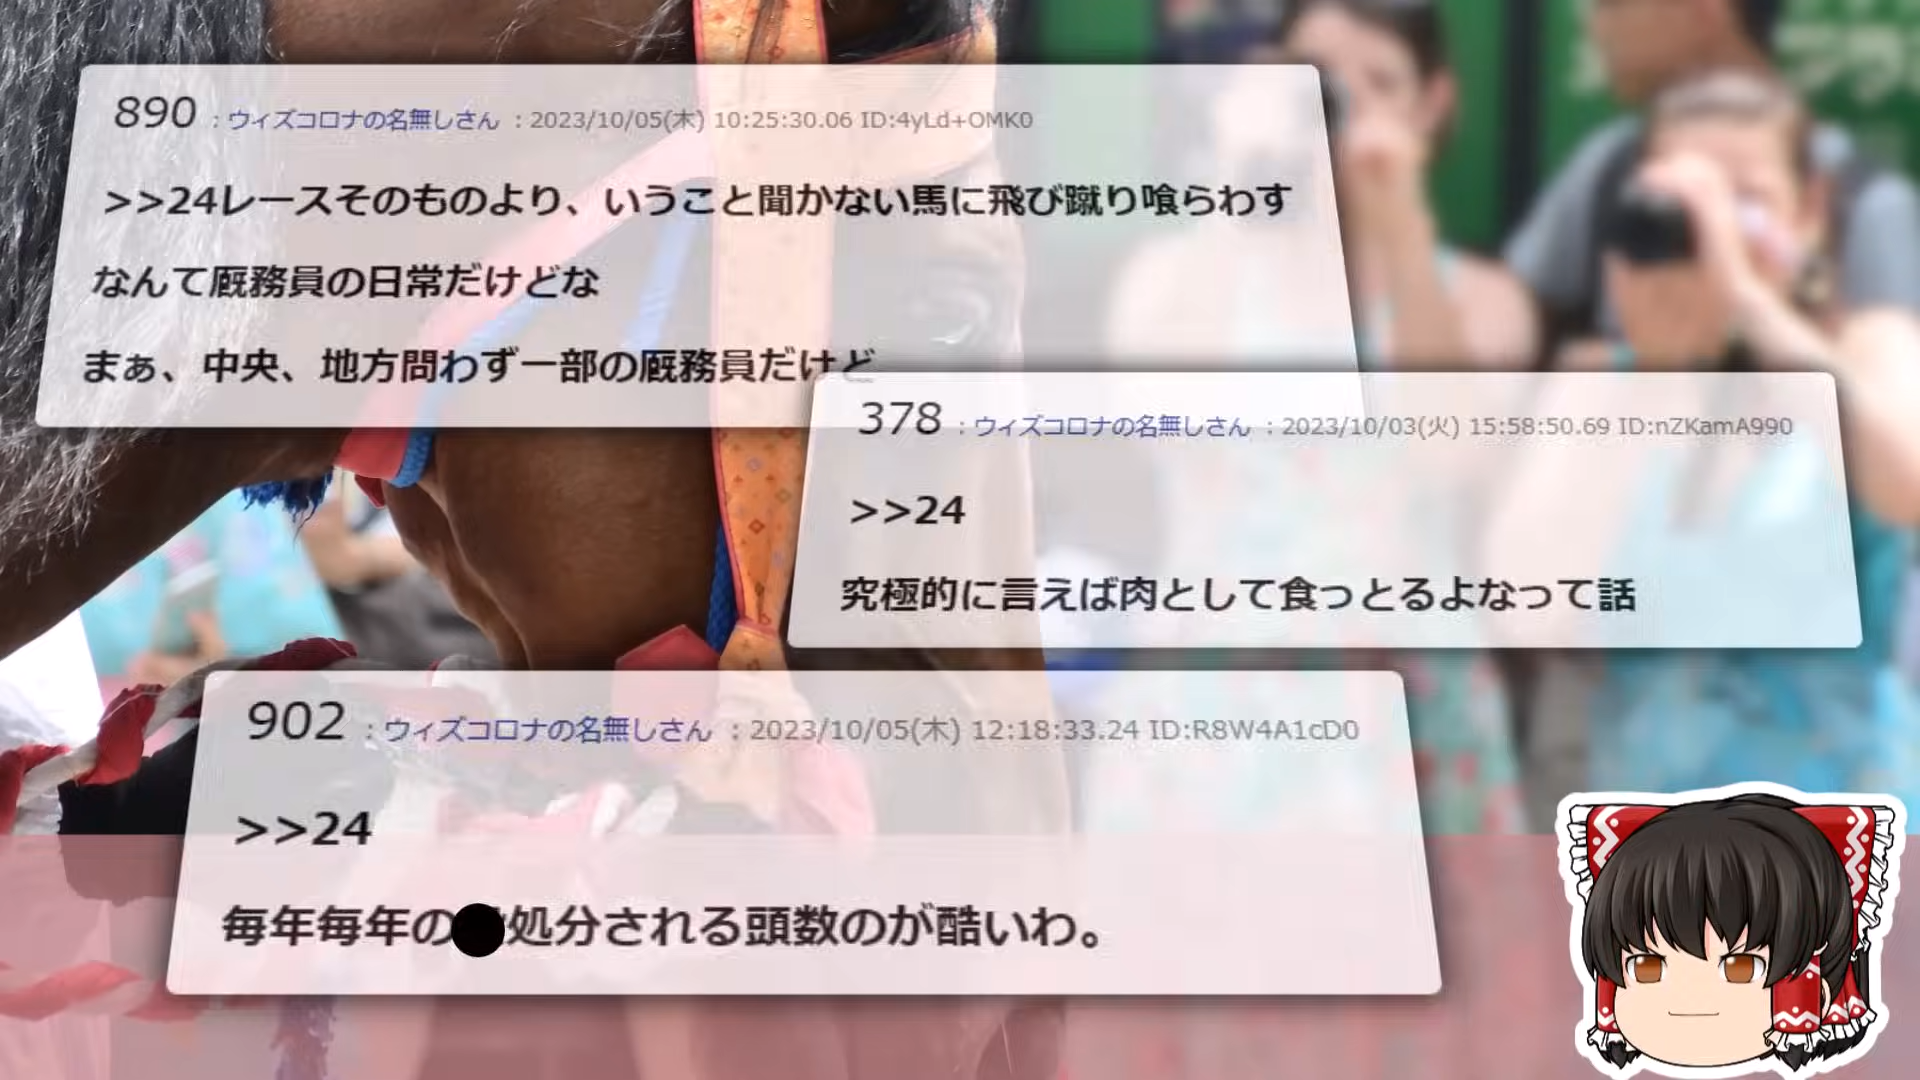 890 : ウィズコロナの名無しさん : 2023/10/05(木) 10:25:30.06 ID:4yLd+OMK0
>>24レースそのものより、いうこと聞かない馬に飛び蹴り喰らわす
なんて厩務員の日常だけどな
まぁ、中央、地方問わず一部の厩務員だけど
378 : ウィズコロナの名無しさん : 2023/10/03(火) 15:58:50.69 ID:nZKamA990
>>24
究極的に言えば肉として食っとるよなって話
902 : ウィズコロナの名無しさん : 2023/10/05(木) 12:18:33.24 ID:R8W4A1cD0
>>24
毎年毎年の●処分される頭数のが酷いわ。